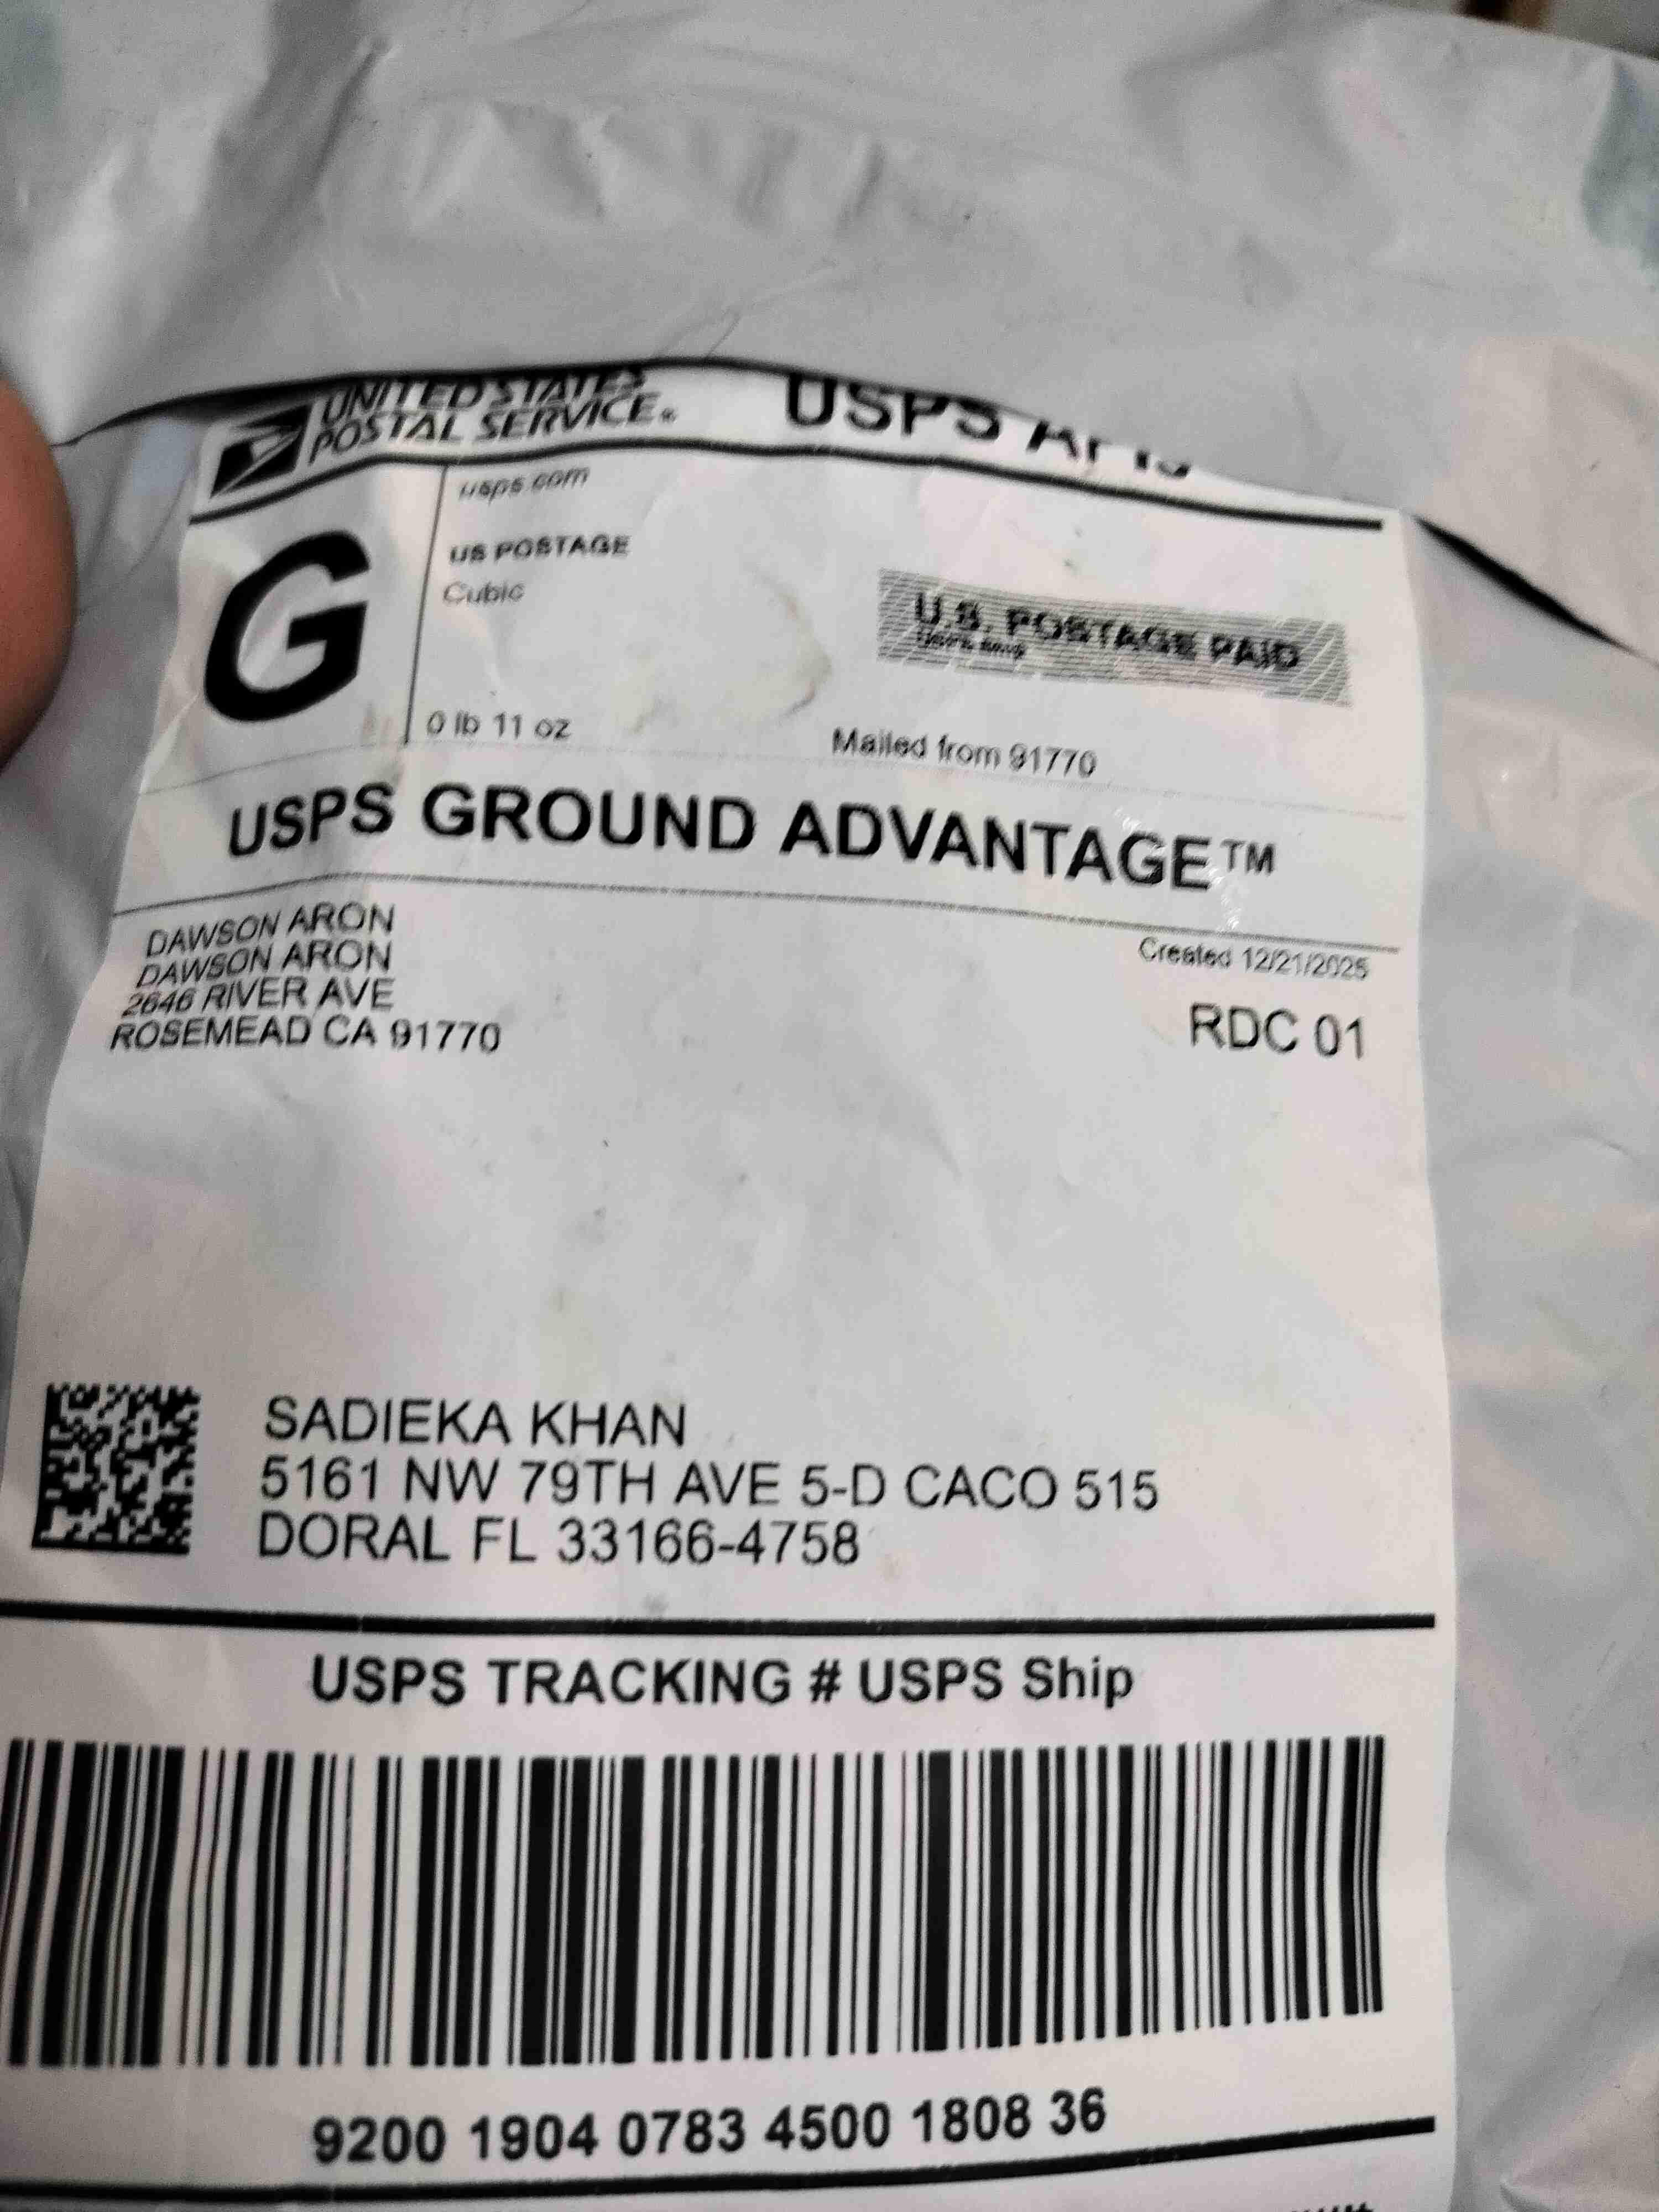 UNITED STATES
POSTAL SERVICE®
USPS
usps.com
US POSTAGE
Cubic
U.S. POSTAGE PAID
0 lb 11 oz
Mailed from 91770
G
USPS GROUND ADVANTAGE™
DAWSON ARON
DAWSON ARON
2646 RIVER AVE
ROSEMEAD CA 91770
Created 12/21/2025
RDC 01
SADIEKA KHAN
5161 NW 79TH AVE 5-D CACO 515
DORAL FL 33166-4758
USPS TRACKING # USPS Ship
9200 1904 0783 4500 1808 36